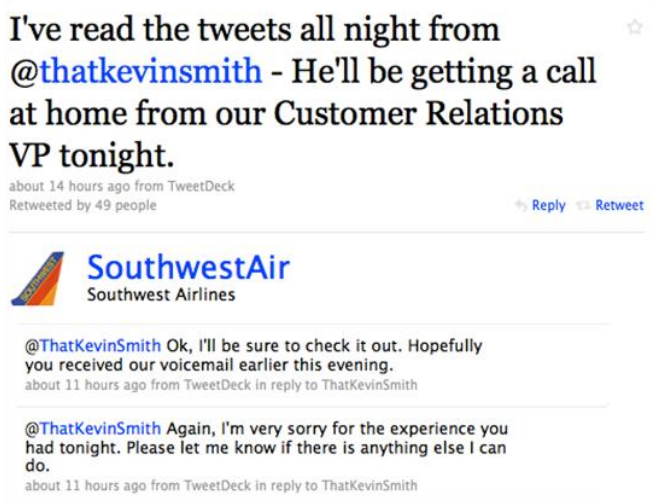 I've read the tweets all night from
@thatkevinsmith - He'll be getting a call
at home from our Customer Relations
VP tonight.
about 14 hours ago from TweetDeck
Retweeted by 49 people
Reply Retweet
SOUTHWEST
SouthwestAir
Southwest Airlines
@ThatKevinSmith Ok, I'll be sure to check it out. Hopefully
you received our voicemail earlier this evening.
about 11 hours ago from TweetDeck in reply to ThatKevinSmith
@ThatKevinSmith Again, I'm very sorry for the experience you
had tonight. Please let me know if there is anything else I can
do.
about 11 hours ago from TweetDeck in reply to ThatKevinSmith